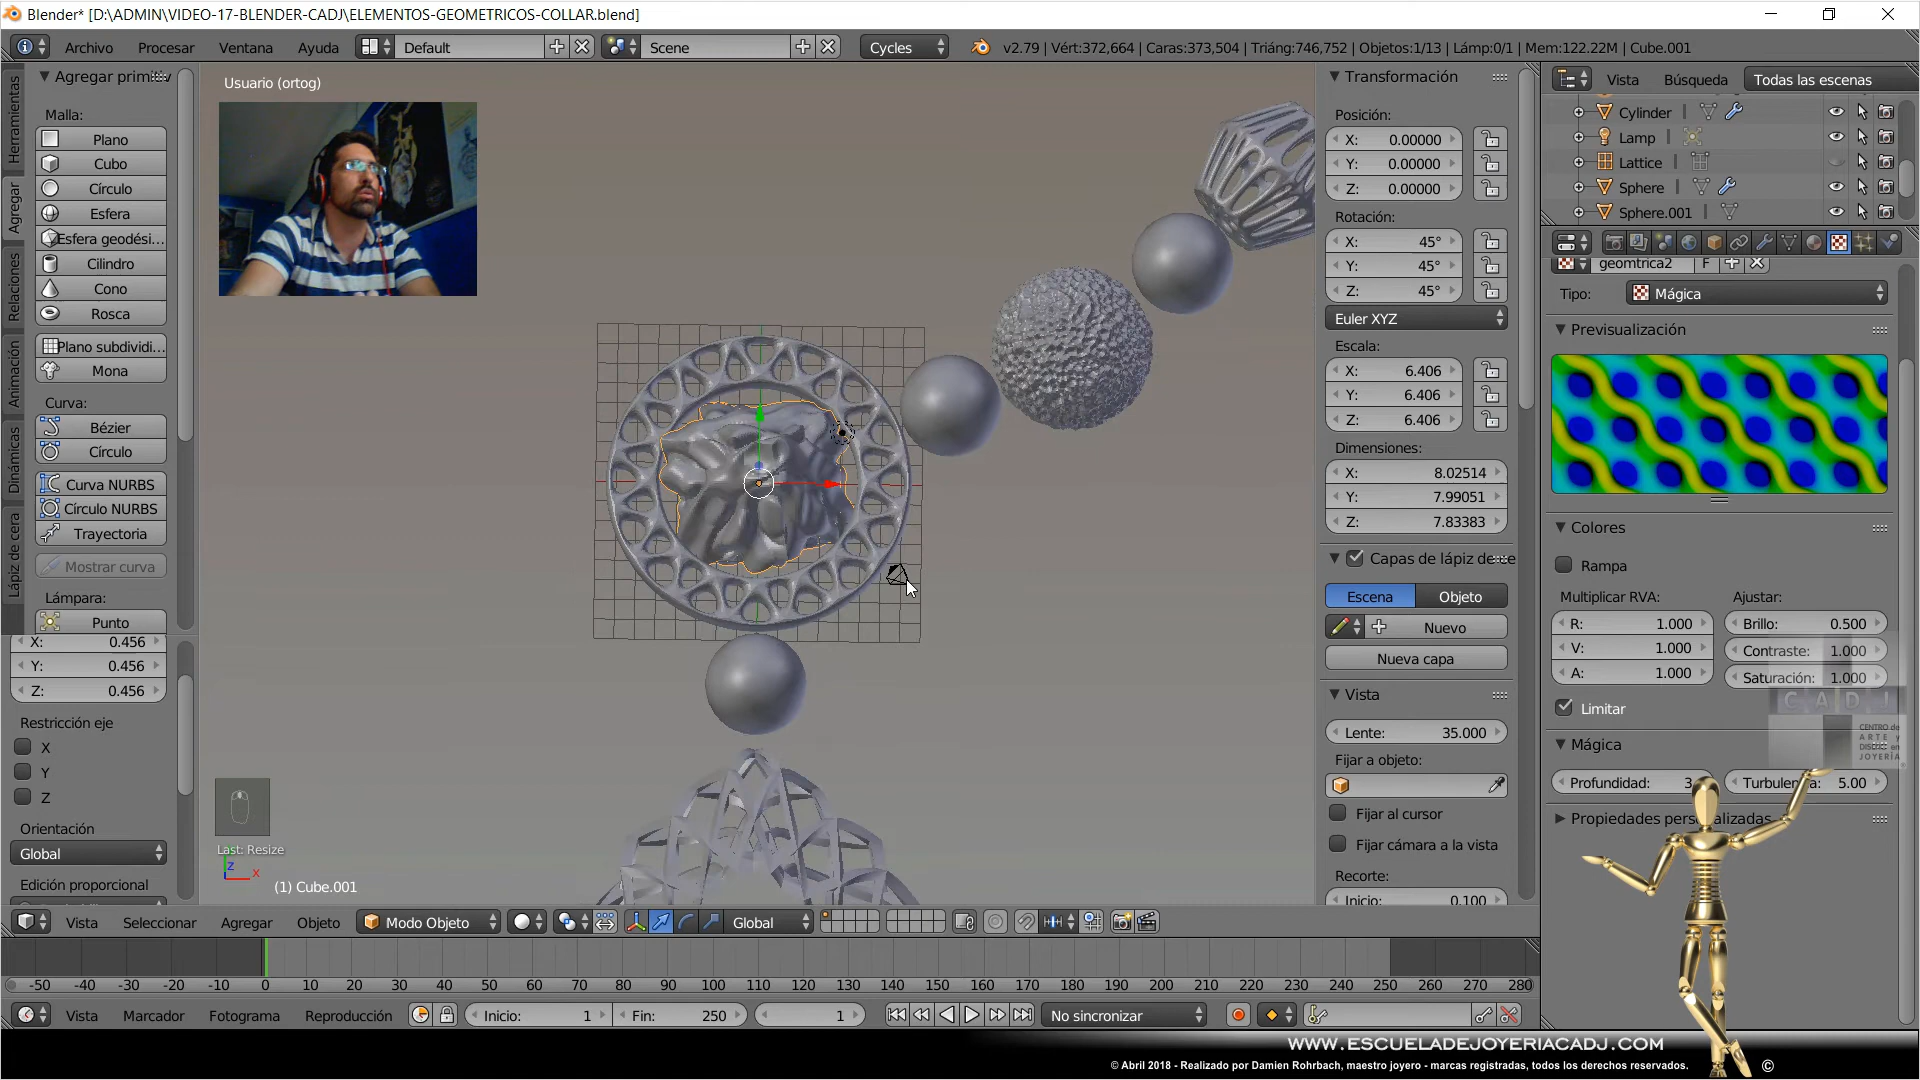 Blender* [D:\ADMIN\VIDEO-17-BLENDER-CADJ\ELEMENTOS-GEOMETRICOS-COLLAR.blend]
Archivo Procesar Ventana Ayuda Default Scene Cycles v2.79 | Vért:372,664 | Caras:373,504 | Triáng:746,752 | Objetos:1/13 | Lámp:0/1 | Mem:122.22M | Cube.001
Herramientas
Agregar
Relaciones
Animación
Dinámicas
Lápiz de cera
Agregar primitiv
Malla:
Plano
Cubo
Círculo
Esfera
Esfera geodési...
Cilindro
Cono
Rosca
Plano subdividi...
Mona
Curva:
Bézier
Círculo
Curva NURBS
Círculo NURBS
Trayectoria
Mostrar curva
Lámpara:
Punto
X: 0.456
Y: 0.456
Z: 0.456
Restricción eje
X
Y
Z
Orientación
Global
Edición proporcional
Usuario (ortog)
Last: Resize
z
x
(1) Cube.001
Transformación
Posición:
X: 0.00000
Y: 0.00000
Z: 0.00000
Rotación:
X: 45°
Y: 45°
Z: 45°
Euler XYZ
Escala:
X: 6.406
Y: 6.406
Z: 6.406
Dimensiones:
X: 8.02514
Y: 7.99051
Z: 7.83383
Capas de lápiz de
Escena Objeto
Nuevo
Nueva capa
Vista
Lente: 35.000
Fijar a objeto:
Fijar al cursor
Fijar cámara a la vista
Recorte:
Inicio: 0.100
Vista Búsqueda Todas las escenas
Cylinder
Lamp
Lattice
Sphere
Sphere.001
geomtrica2 F
Tipo: Mágica
Previsualización
Colores
Rampa
Multiplicar RVA: Ajustar:
R: 1.000 Brillo: 0.500
V: 1.000 Contraste: 1.000
A: 1.000 Saturación: 1.000
Limitar
CADJ
CENTRO de
ARTE y
DISEÑO en
JOYERÍA
Mágica
Profundidad: 3 Turbulencia: 5.00
Propiedades personalizadas
Vista Seleccionar Agregar Objeto Modo Objeto Global
-50 -40 -30 -20 -10 0 10 20 30 40 50 60 70 80 90 100 110 120 130 140 150 160 170 180 190 200 210 220 230 240 250 260 270 280
Vista Marcador Fotograma Reproducción Inicio: 1 Fin: 250 1 No sincronizar
WWW.ESCUELADEJOYERIACADJ.COM
© Abril 2018 - Realizado por Damien Rohrbach, maestro joyero - marcas registradas, todos los derechos reservados. ©